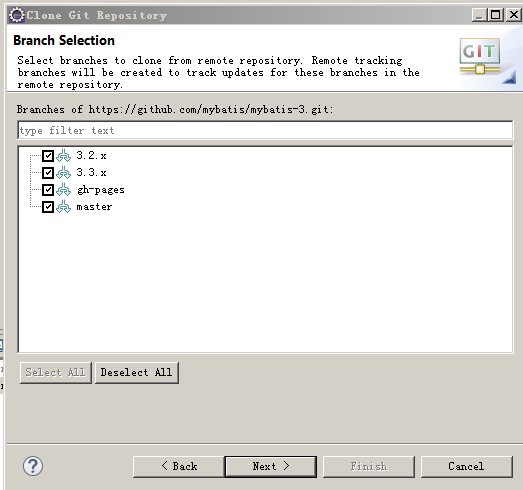 Clone Git Repository
Branch Selection
Select branches to clone from remote repository. Remote tracking
branches will be created to track updates for these branches in the
remote repository.
GIT
Branches of https://github.com/mybatis/mybatis-3.git:
type filter text
3.2.x
3.3.x
gh-pages
master
Select All Deselect All
? < Back Next > Finish Cancel